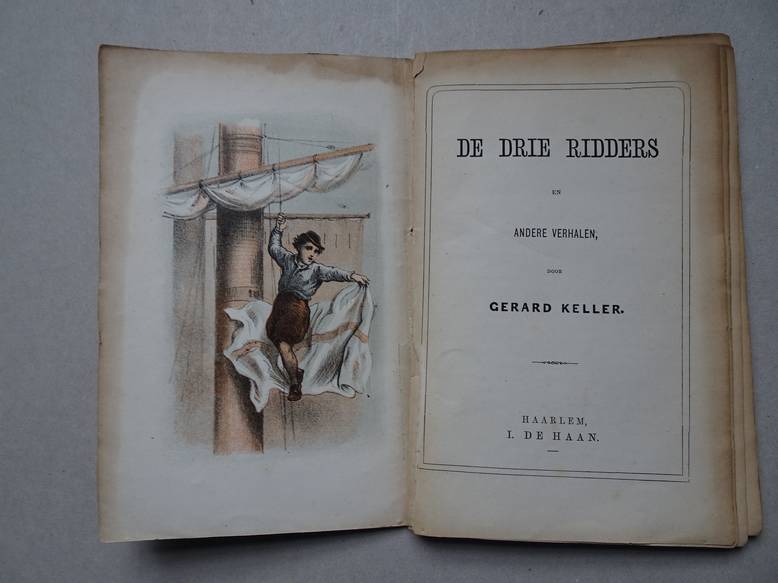 DE DRIE RIDDERS
EN
ANDERE VERHALEN,
DOOR
GERARD KELLER.
HAARLEM,
I. DE HAAN.